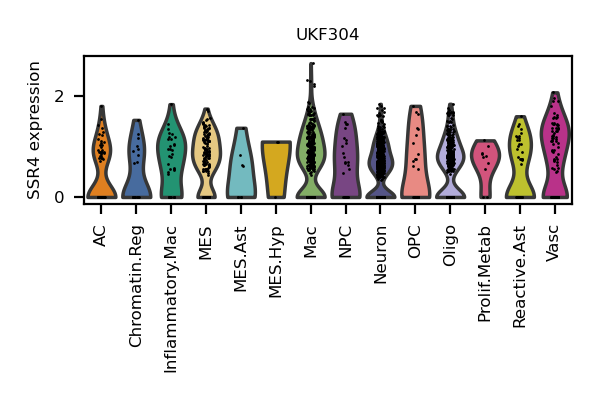 UKF304
SSR4 expression
2
0
AC
Chromatin.Reg
Inflammatory.Mac
MES
MES.Ast
MES.Hyp
Mac
NPC
Neuron
OPC
Oligo
Prolif.Metab
Reactive.Ast
Vasc